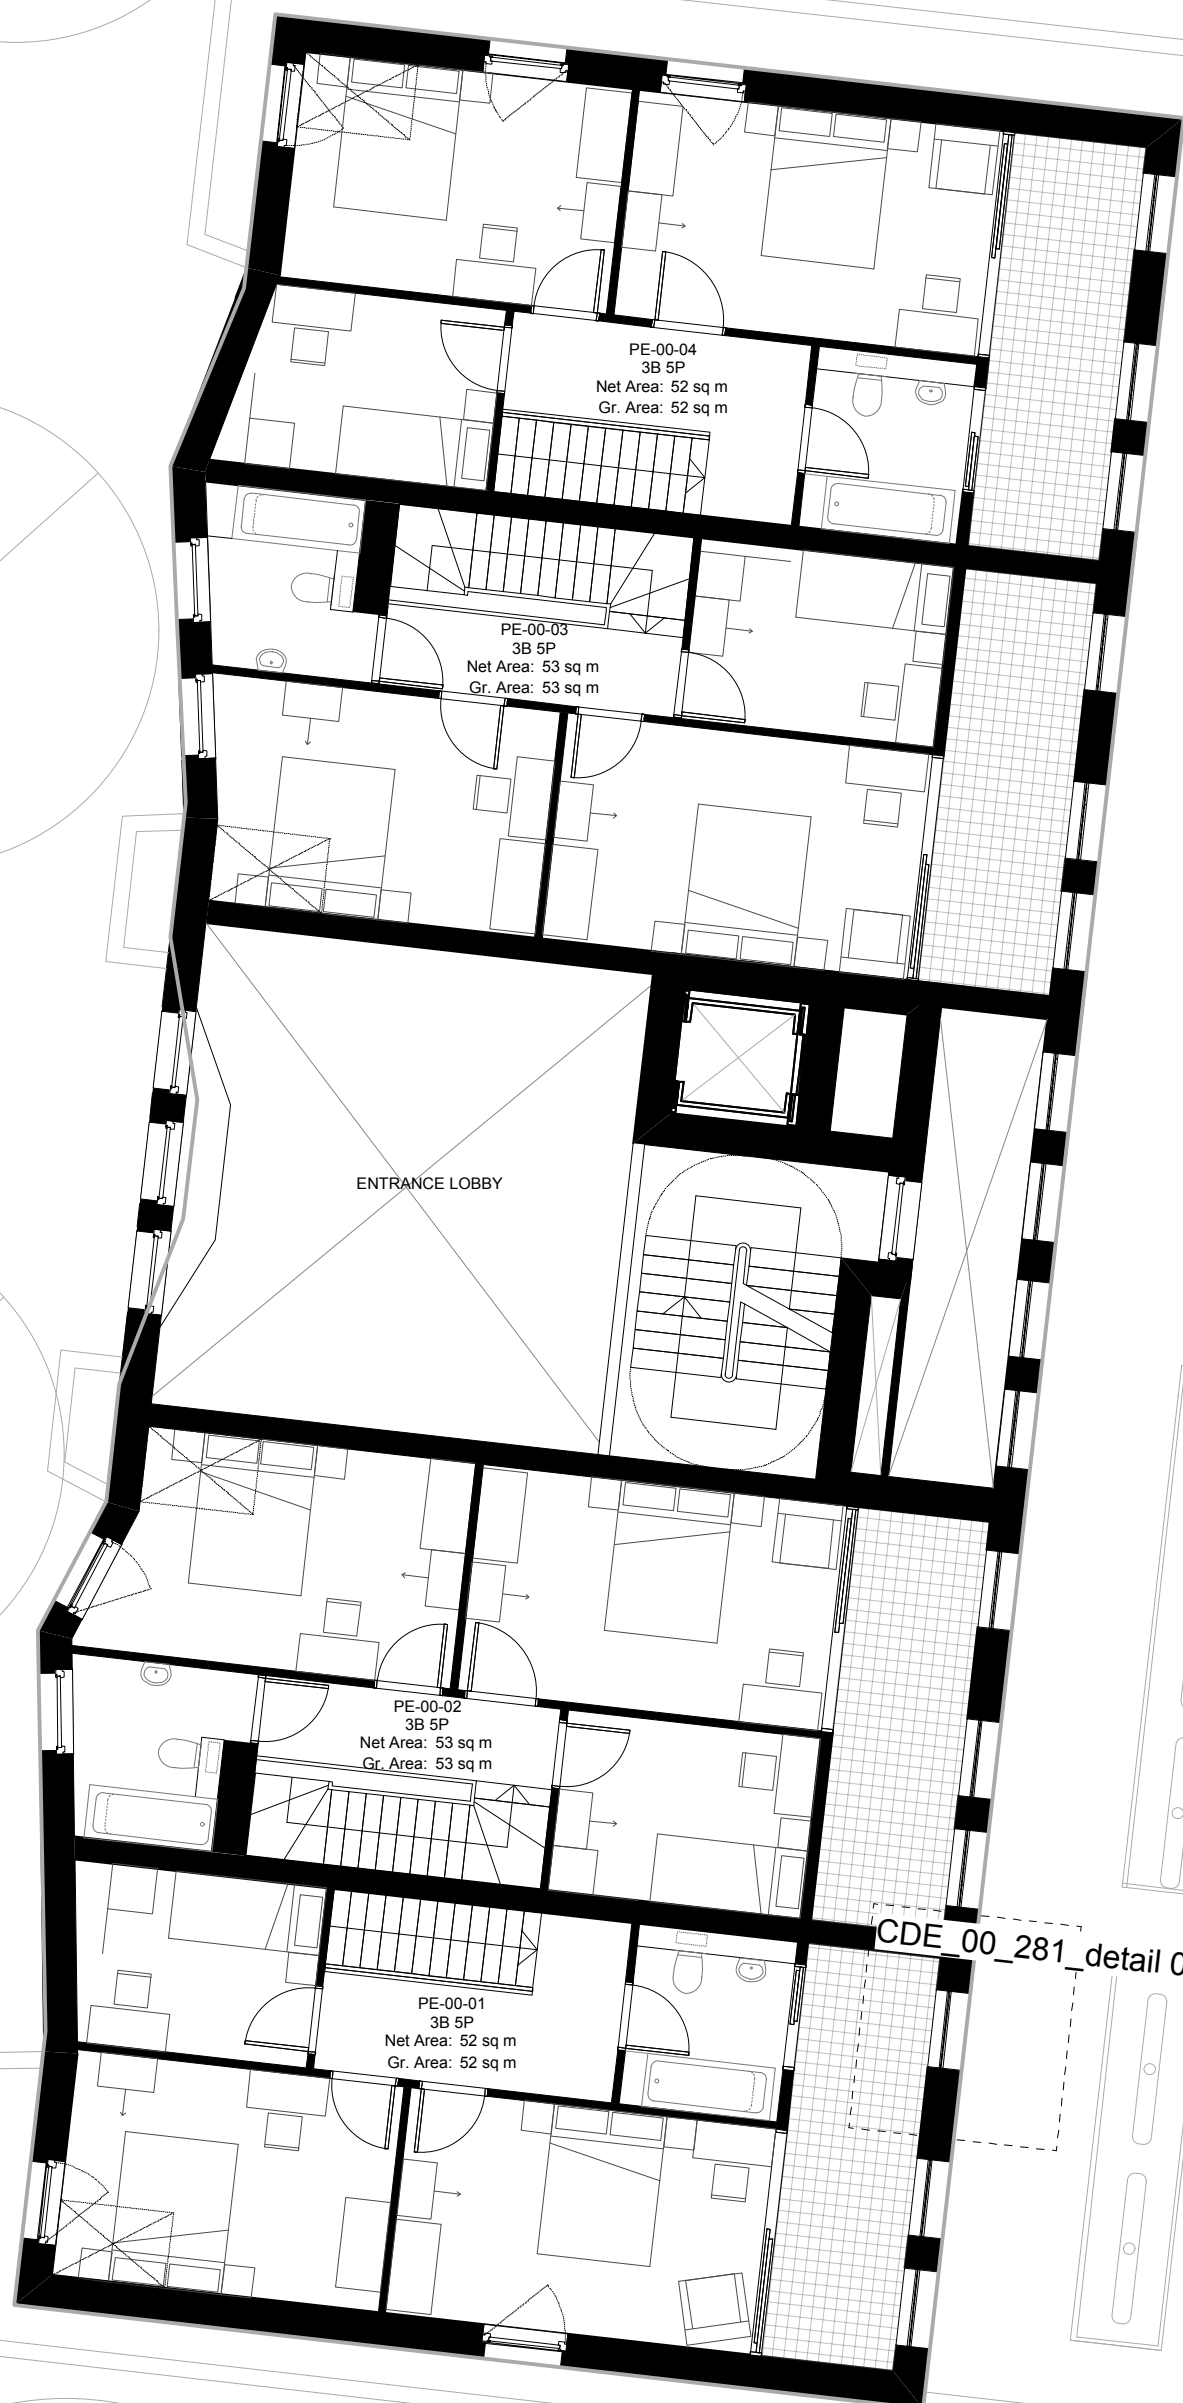 PE-00-04
3B 5P
Net Area: 52 sq m
Gr. Area: 52 sq m
PE-00-03
3B 5P
Net Area: 53 sq m
Gr. Area: 53 sq m
ENTRANCE LOBBY
PE-00-02
3B 5P
Net Area: 53 sq m
Gr. Area: 53 sq m
CDE_00_281_detail 0
PE-00-01
3B 5P
Net Area: 52 sq m
Gr. Area: 52 sq m